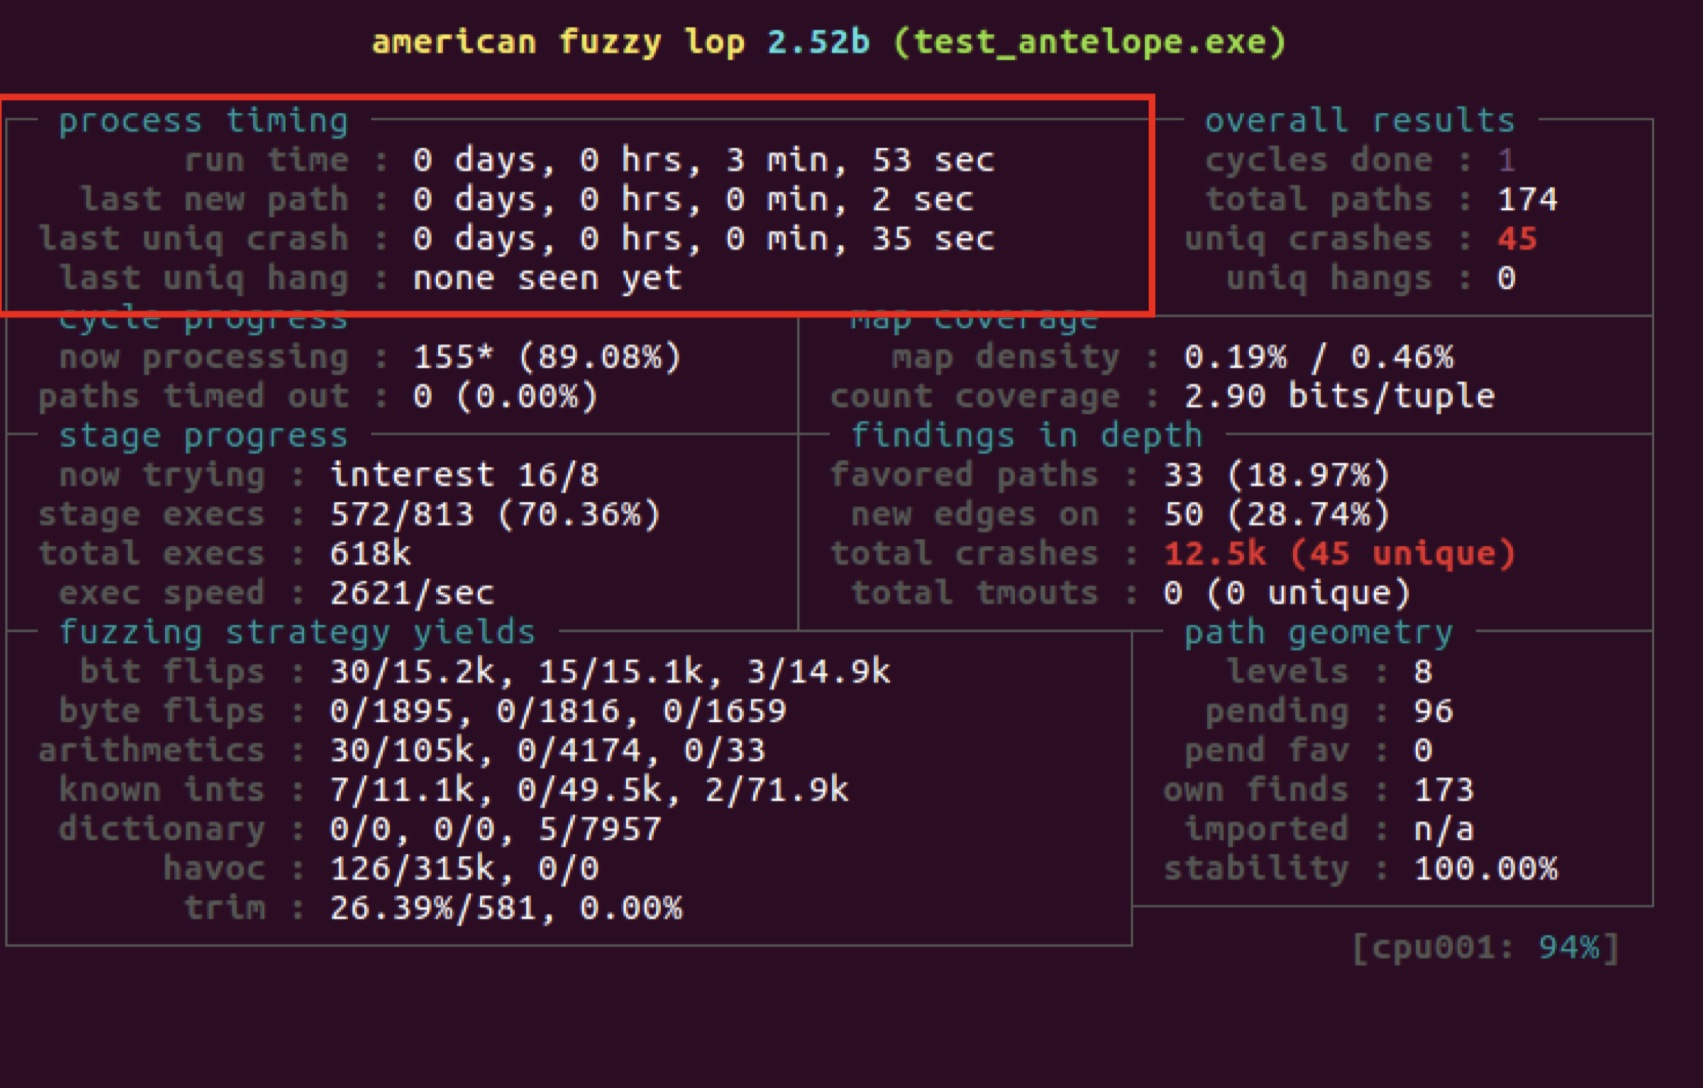 american fuzzy lop 2.52b (test_antelope.exe)
process timing
run time : 0 days, 0 hrs, 3 min, 53 sec
last new path : 0 days, 0 hrs, 0 min, 2 sec
last uniq crash : 0 days, 0 hrs, 0 min, 35 sec
last uniq hang : none seen yet
overall results
cycles done : 1
total paths : 174
uniq crashes : 45
uniq hangs : 0
cycle progress
now processing : 155* (89.08%)
paths timed out : 0 (0.00%)
map coverage
map density : 0.19% / 0.46%
count coverage : 2.90 bits/tuple
stage progress
now trying : interest 16/8
stage execs : 572/813 (70.36%)
total execs : 618k
exec speed : 2621/sec
findings in depth
favored paths : 33 (18.97%)
new edges on : 50 (28.74%)
total crashes : 12.5k (45 unique)
total tmouts : 0 (0 unique)
fuzzing strategy yields
bit flips : 30/15.2k, 15/15.1k, 3/14.9k
byte flips : 0/1895, 0/1816, 0/1659
arithmetics : 30/105k, 0/4174, 0/33
known ints : 7/11.1k, 0/49.5k, 2/71.9k
dictionary : 0/0, 0/0, 5/7957
havoc : 126/315k, 0/0
trim : 26.39%/581, 0.00%
path geometry
levels : 8
pending : 96
pend fav : 0
own finds : 173
imported : n/a
stability : 100.00%
[cpu001: 94%]